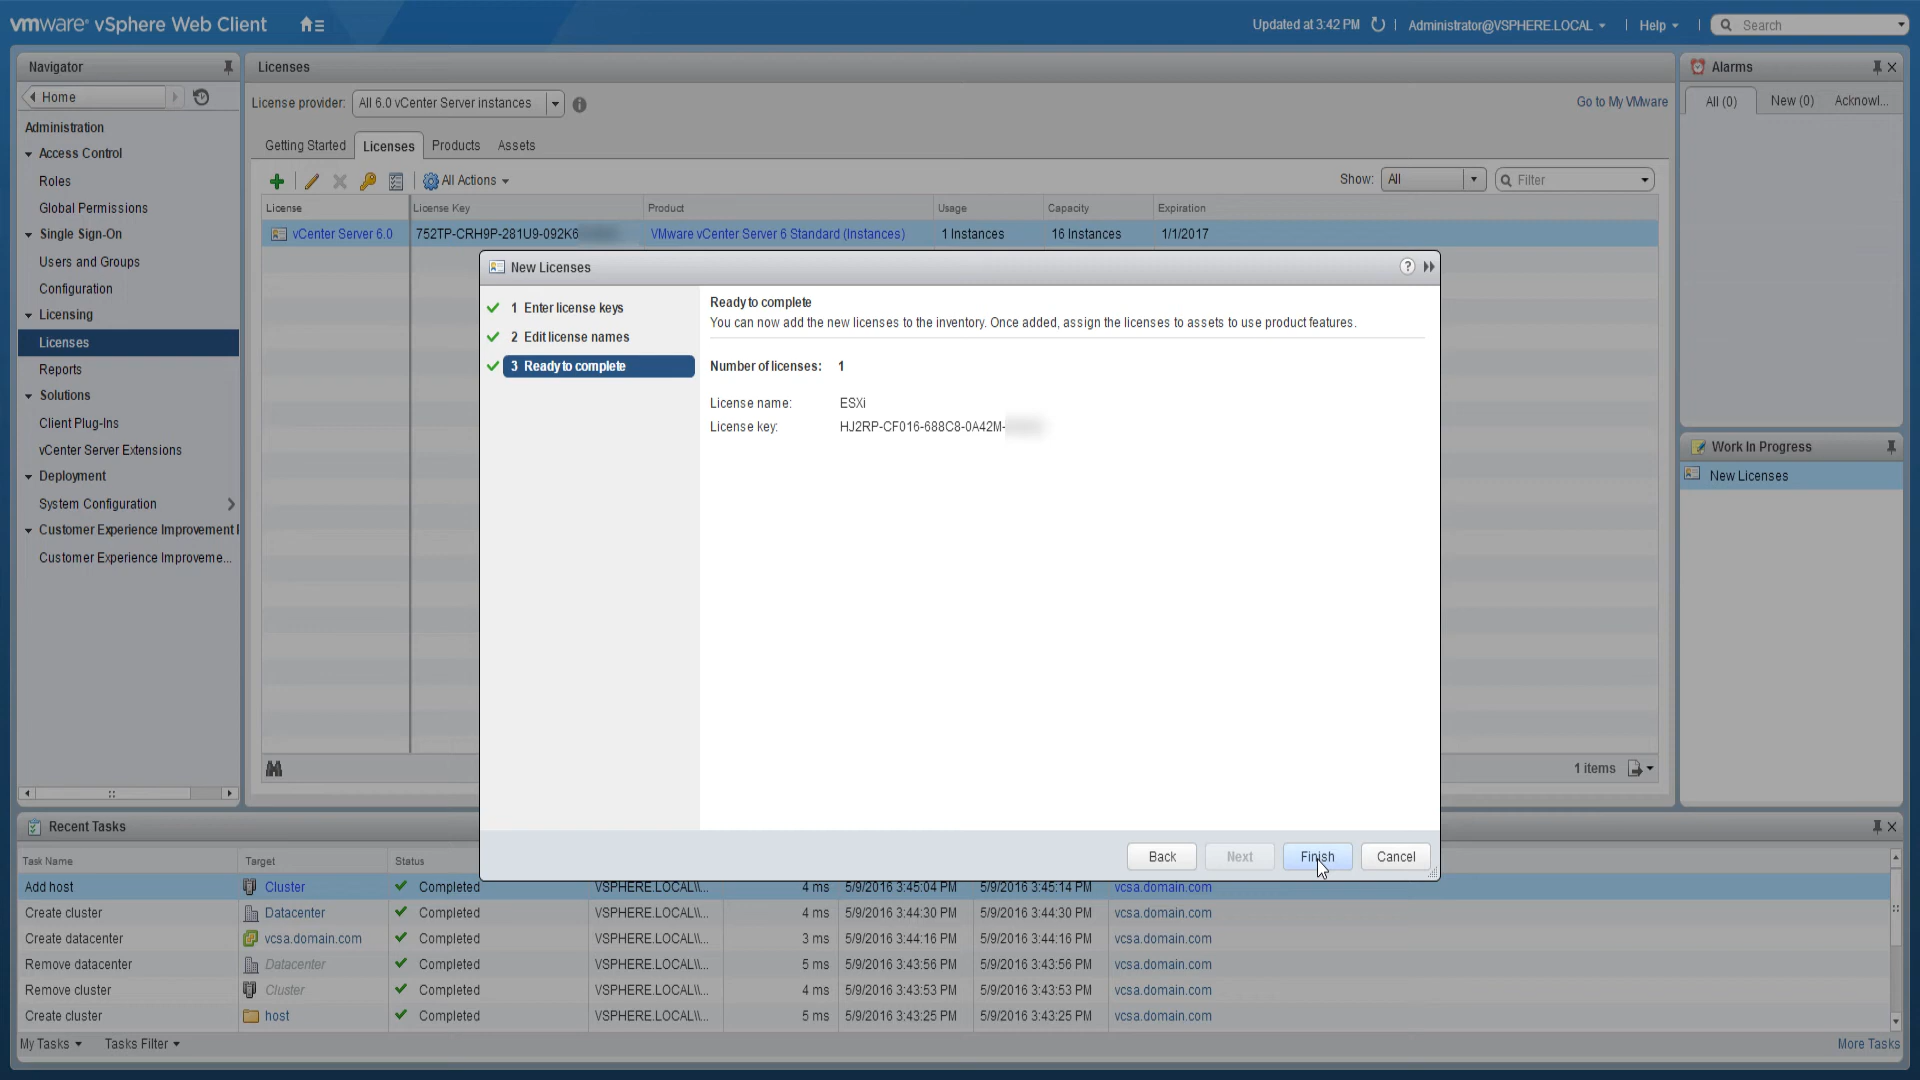 vmware® vSphere Web Client
Updated at 3:42 PM
Administrator@VSPHERE.LOCAL
Help
Search
Navigator
Home
Administration
Access Control
Roles
Global Permissions
Single Sign-On
Users and Groups
Configuration
Licensing
Licenses
Reports
Solutions
Client Plug-Ins
vCenter Server Extensions
Deployment
System Configuration
Customer Experience Improvement
Customer Experience Improveme...
Licenses
License provider: All 6.0 vCenter Server instances
Go to My VMware
Getting Started Licenses Products Assets
All Actions
Show: All
Filter
License License Key Product Usage Capacity Expiration
vCenter Server 6.0 752TP-CRH9P-281U9-092K6 VMware vCenter Server 6 Standard (Instances) 1 Instances 16 Instances 1/1/2017
1 items
New Licenses
1 Enter license keys
2 Edit license names
3 Ready to complete
Ready to complete
You can now add the new licenses to the inventory. Once added, assign the licenses to assets to use product features.
Number of licenses: 1
License name: ESXi
License key: HJ2RP-CF016-688C8-0A42M-
Back Next Finish Cancel
Alarms
All (0) New (0) Acknowl...
Work In Progress
New Licenses
Recent Tasks
Task Name Target Status
Add host Cluster Completed VSPHERE.LOCAL\\... 4 ms 5/9/2016 3:45:04 PM 5/9/2016 3:45:14 PM vcsa.domain.com
Create cluster Datacenter Completed VSPHERE.LOCAL\\... 4 ms 5/9/2016 3:44:30 PM 5/9/2016 3:44:30 PM vcsa.domain.com
Create datacenter vcsa.domain.com Completed VSPHERE.LOCAL\\... 3 ms 5/9/2016 3:44:16 PM 5/9/2016 3:44:16 PM vcsa.domain.com
Remove datacenter Datacenter Completed VSPHERE.LOCAL\\... 5 ms 5/9/2016 3:43:56 PM 5/9/2016 3:43:56 PM vcsa.domain.com
Remove cluster Cluster Completed VSPHERE.LOCAL\\... 4 ms 5/9/2016 3:43:53 PM 5/9/2016 3:43:53 PM vcsa.domain.com
Create cluster host Completed VSPHERE.LOCAL\\... 5 ms 5/9/2016 3:43:25 PM 5/9/2016 3:43:25 PM vcsa.domain.com
My Tasks Tasks Filter
More Tasks